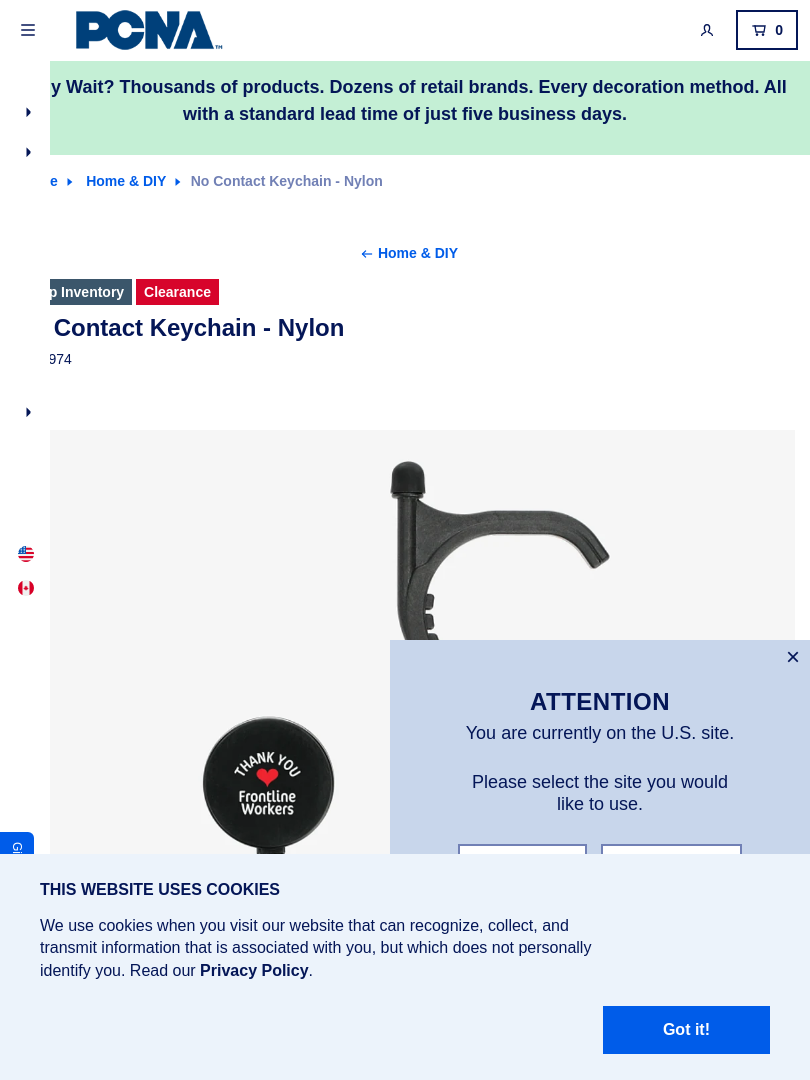 PCNA™
0
y Wait? Thousands of products. Dozens of retail brands. Every decoration method. All
with a standard lead time of just five business days.
Home & DIY
No Contact Keychain - Nylon
Home & DIY
p Inventory
Clearance
Contact Keychain - Nylon
974
THANK YOU
Frontline
Workers
×
ATTENTION
You are currently on the U.S. site.
Please select the site you would
like to use.
THIS WEBSITE USES COOKIES
We use cookies when you visit our website that can recognize, collect, and
transmit information that is associated with you, but which does not personally
identify you. Read our Privacy Policy.
Got it!